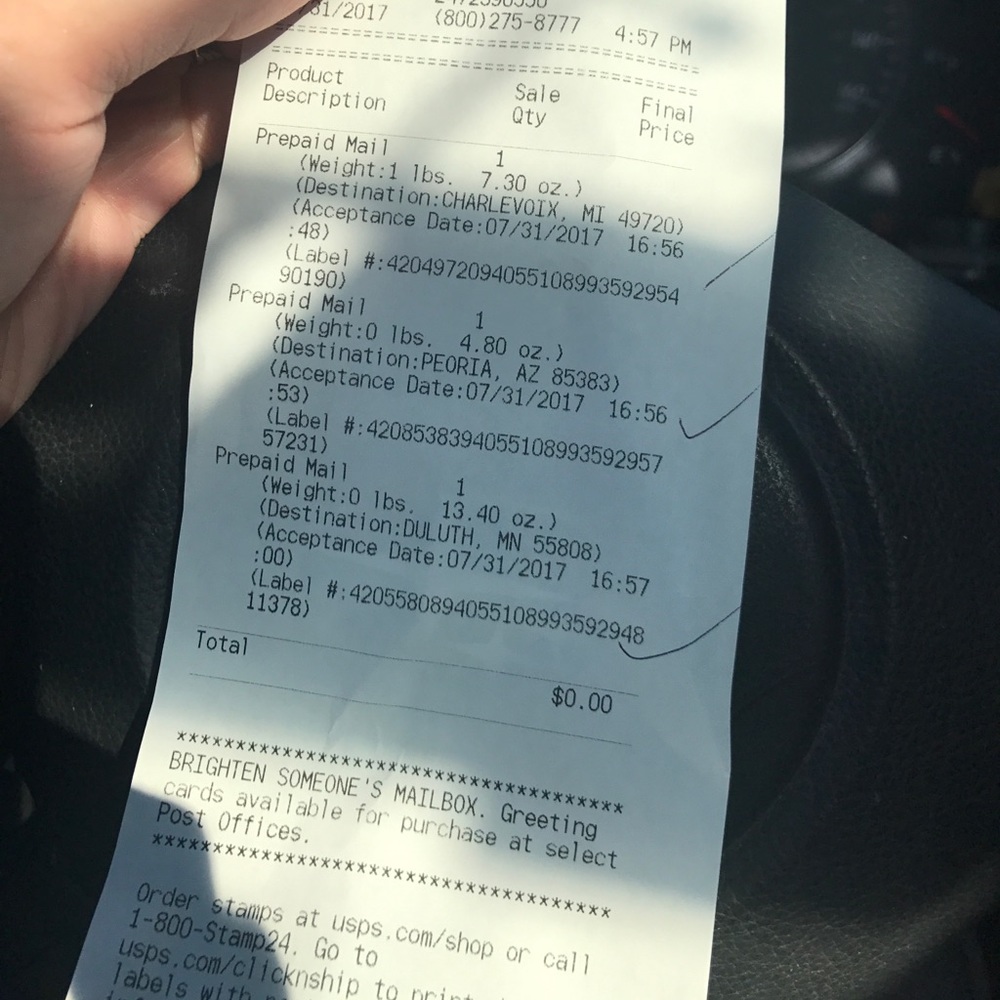 31/2017 (800)275-8777 4:57 PM
========================================
========================================
Product Sale Final
Description Qty Price
Prepaid Mail 1
(Weight:1 lbs. 7.30 oz.)
(Destination:CHARLEVOIX, MI 49720)
(Acceptance Date:07/31/2017 16:56
:48)
(Label #:420497209405510899359 2954
90190)
Prepaid Mail 1
(Weight:0 lbs. 4.80 oz.)
(Destination:PEORIA, AZ 85383)
(Acceptance Date:07/31/2017 16:56
:53)
(Label #:42085383940551089935 92957
57231)
Prepaid Mail 1
(Weight:0 lbs. 13.40 oz.)
(Destination:DULUTH, MN 55808)
(Acceptance Date:07/31/2017 16:57
:00)
(Label #:420558089405510899359 2948
11378)
Total
$0.00
**************************************
BRIGHTEN SOMEONE'S MAILBOX. Greeting
cards available for purchase at select
Post Offices.
**************************************
Order stamps at usps.com/shop or call
1-800-Stamp24. Go to
usps.com/clicknship to print
labels with